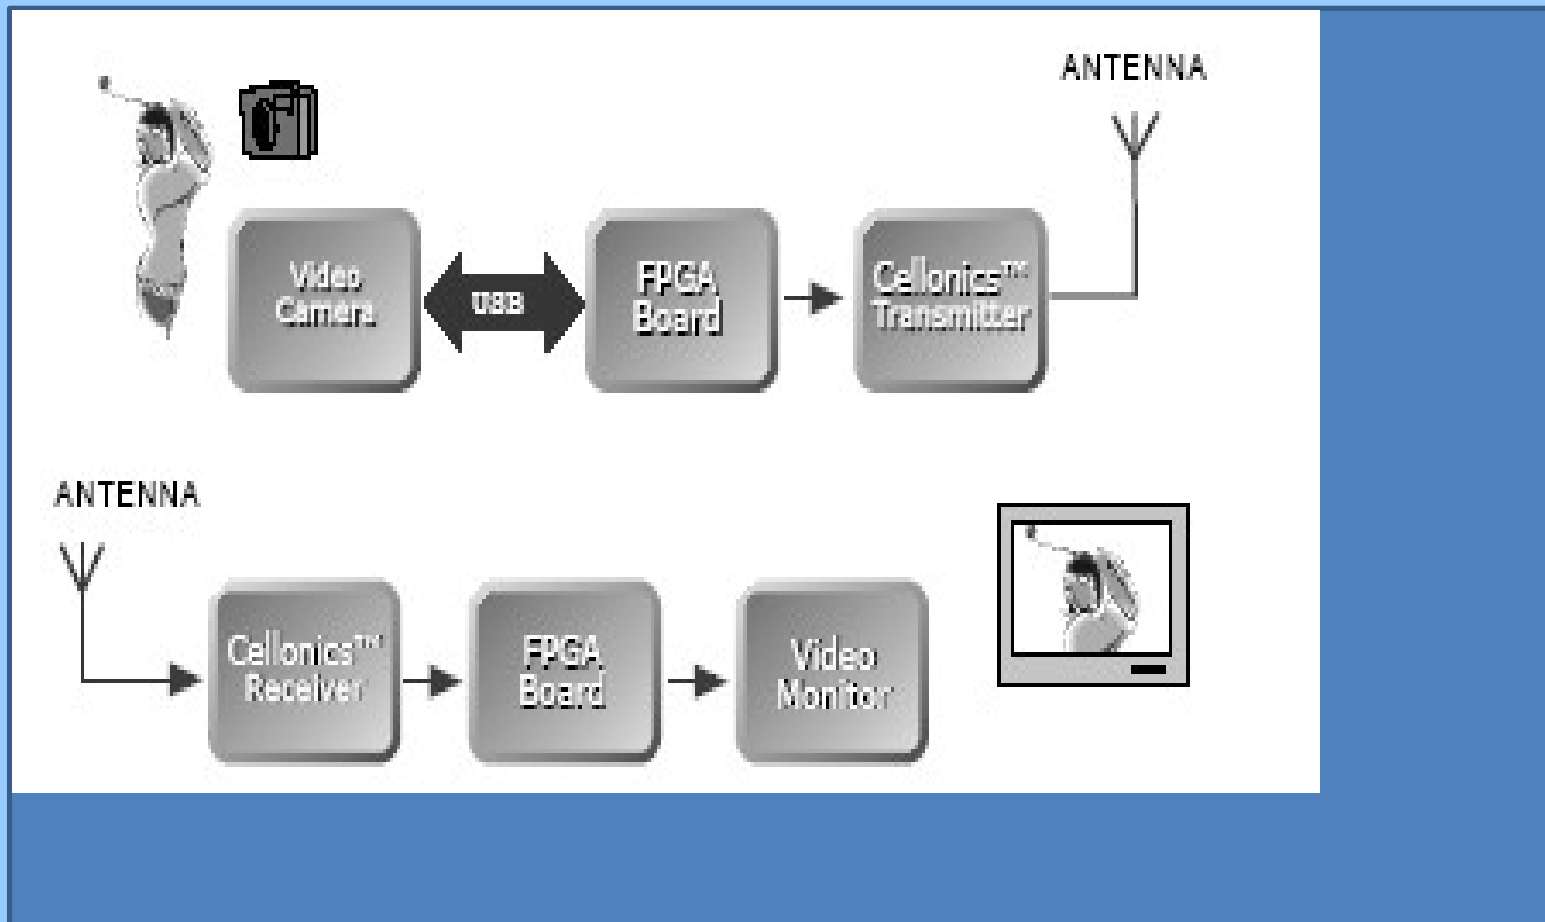 ANTENNA
Video
Camera
USB
FPGA
Board
Cellonics™
Transmitter
ANTENNA
Cellonics™
Receiver
FPGA
Board
Video
Monitor